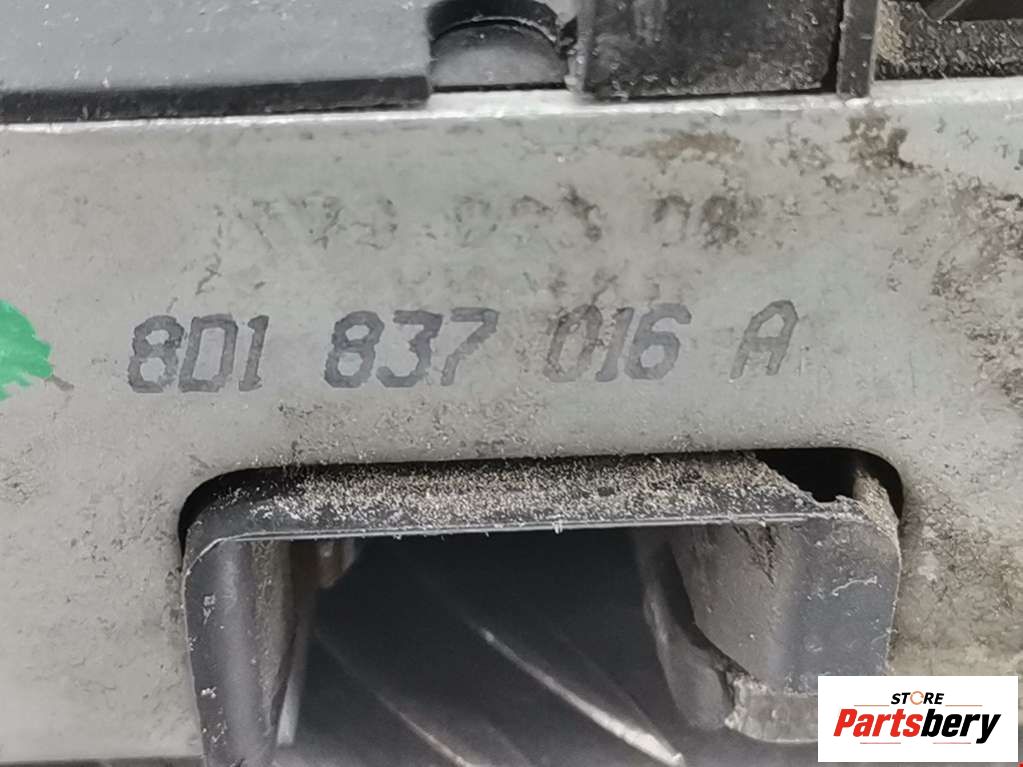 8D1 837 016 A
STORE
Partsbery